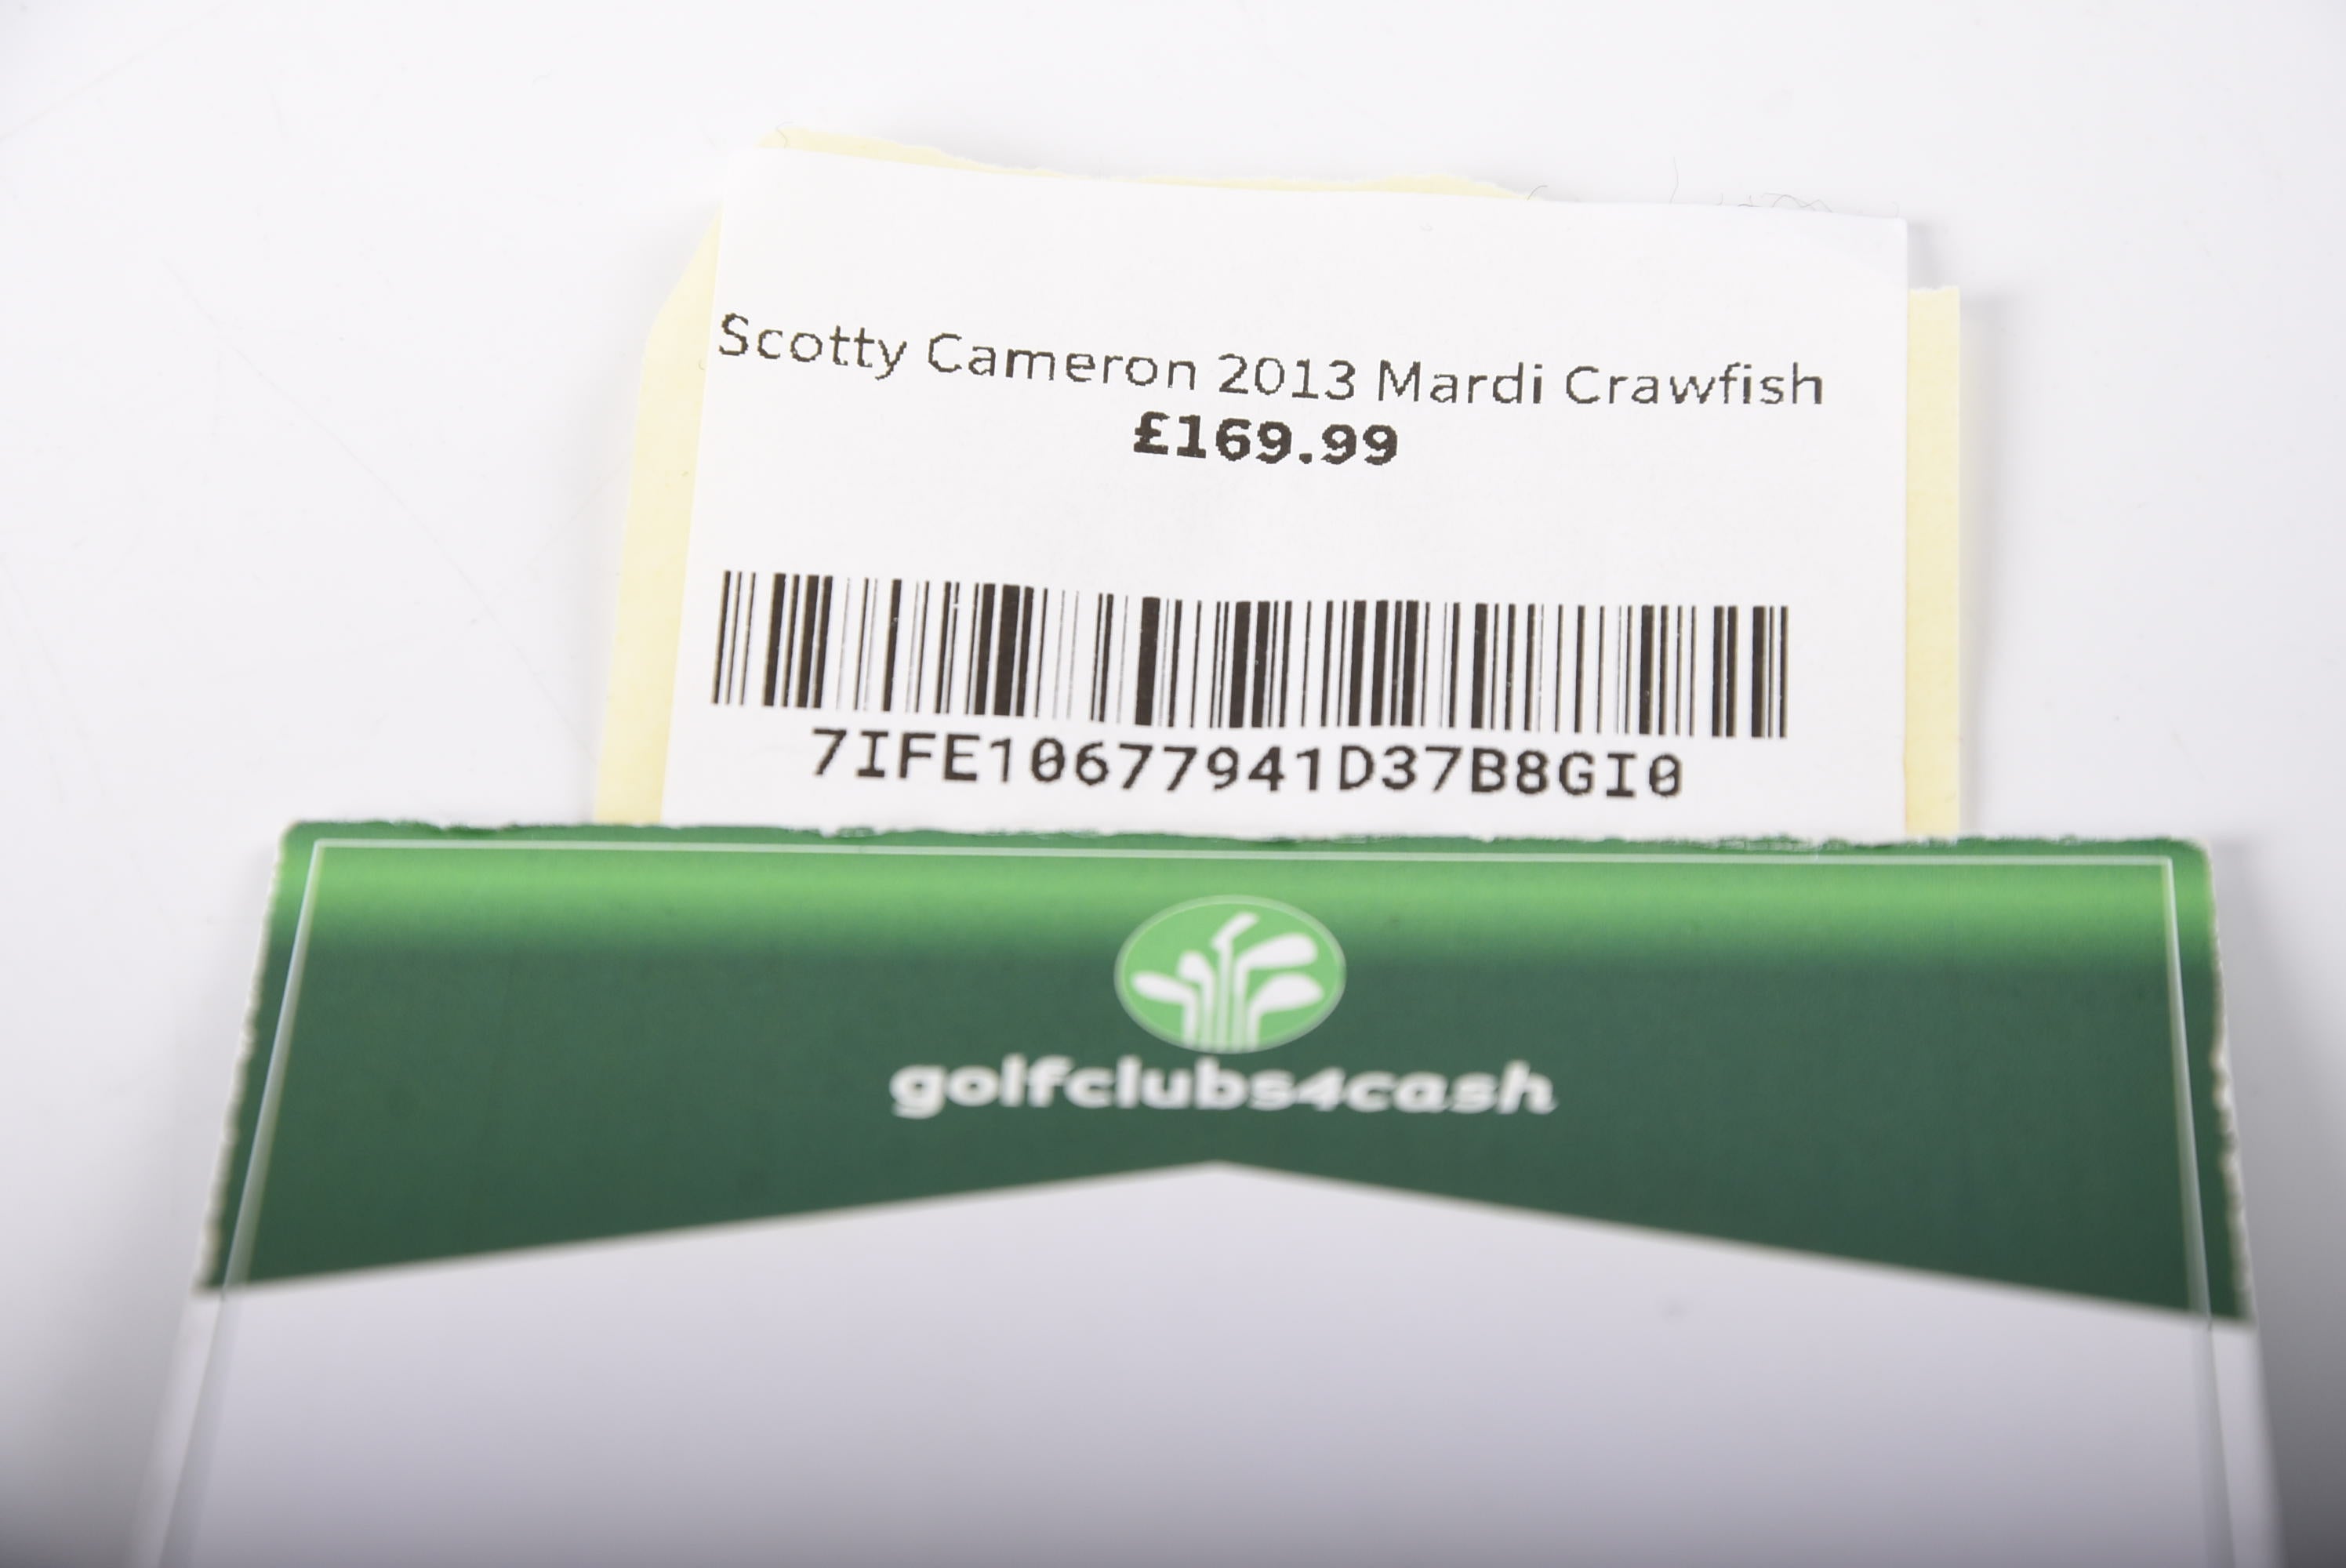 Scotty Cameron 2013 Mardi Crawfish
£169.99
7IFE10677941D37B8GI0
golfclubs4cash